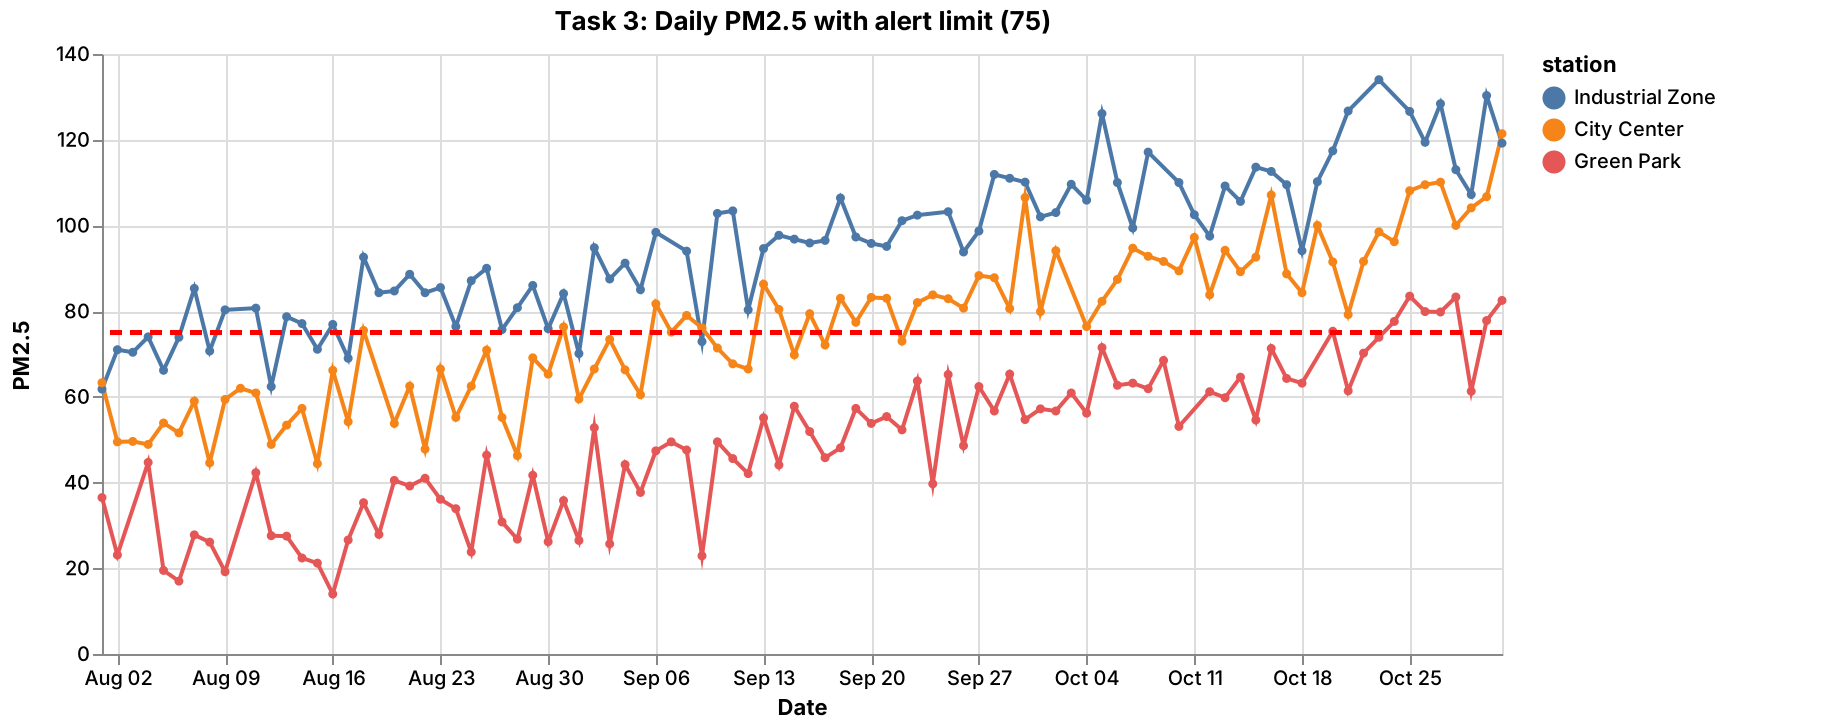 Task 3: Daily PM2.5 with alert limit (75)
station
Industrial Zone
City Center
Green Park
PM2.5
140
120
100
80
60
40
20
0
Aug 02 Aug 09 Aug 16 Aug 23 Aug 30 Sep 06 Sep 13 Sep 20 Sep 27 Oct 04 Oct 11 Oct 18 Oct 25
Date